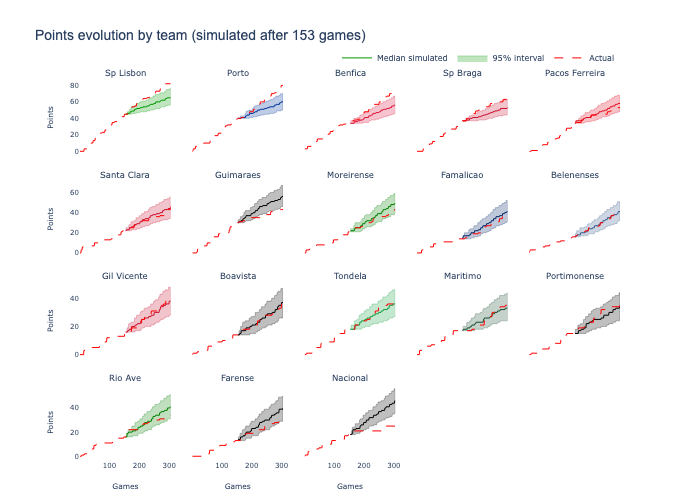 Points evolution by team (simulated after 153 games)
Median simulated 95% interval Actual
Sp Lisbon Porto Benfica Sp Braga Pacos Ferreira
80
60
40
20
0
Points
Santa Clara Guimaraes Moreirense Famalicao Belenenses
60
40
20
0
Points
Gil Vicente Boavista Tondela Maritimo Portimonense
40
20
0
Points
Rio Ave Farense Nacional
40
20
0
Points
100 200 300 100 200 300 100 200 300
Games Games Games